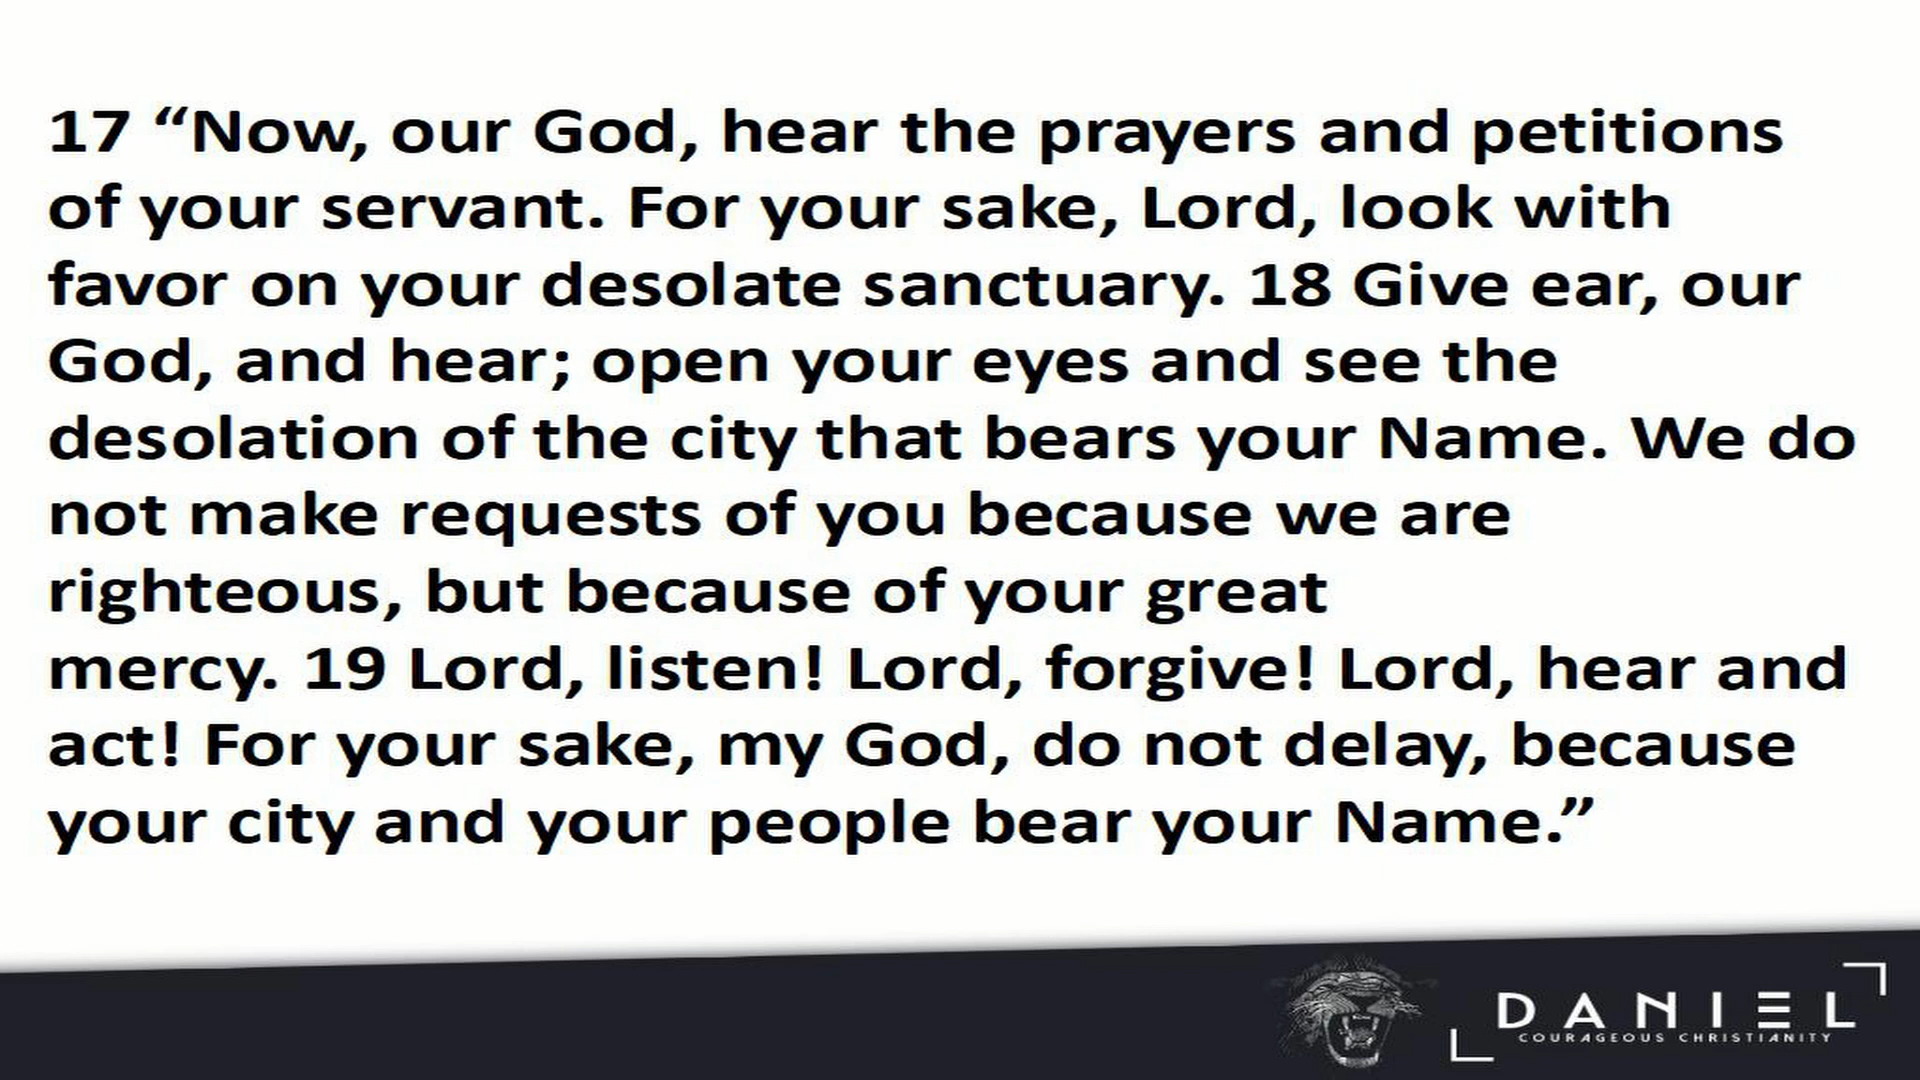 17 “Now, our God, hear the prayers and petitions
of your servant. For your sake, Lord, look with
favor on your desolate sanctuary. 18 Give ear, our
God, and hear; open your eyes and see the
desolation of the city that bears your Name. We do
not make requests of you because we are
righteous, but because of your great
mercy. 19 Lord, listen! Lord, forgive! Lord, hear and
act! For your sake, my God, do not delay, because
your city and your people bear your Name.”
DANIEL
COURAGEOUS CHRISTIANITY